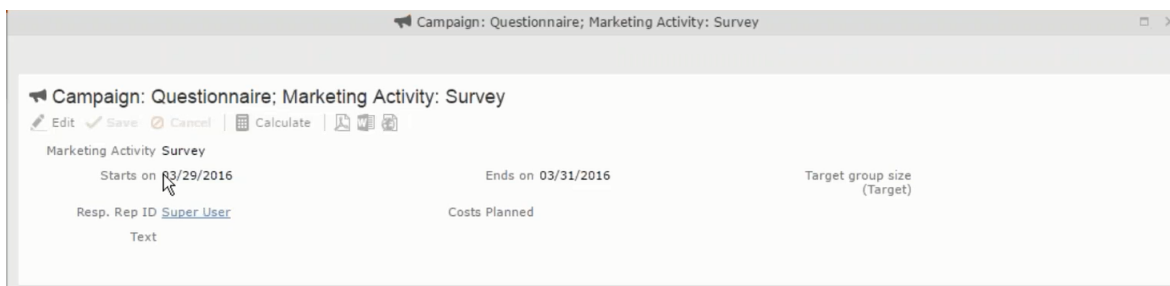 Campaign: Questionnaire; Marketing Activity: Survey
Campaign: Questionnaire; Marketing Activity: Survey
Edit Save Cancel Calculate
Marketing Activity Survey
Starts on 03/29/2016 Ends on 03/31/2016 Target group size
(Target)
Resp. Rep ID Super User Costs Planned
Text